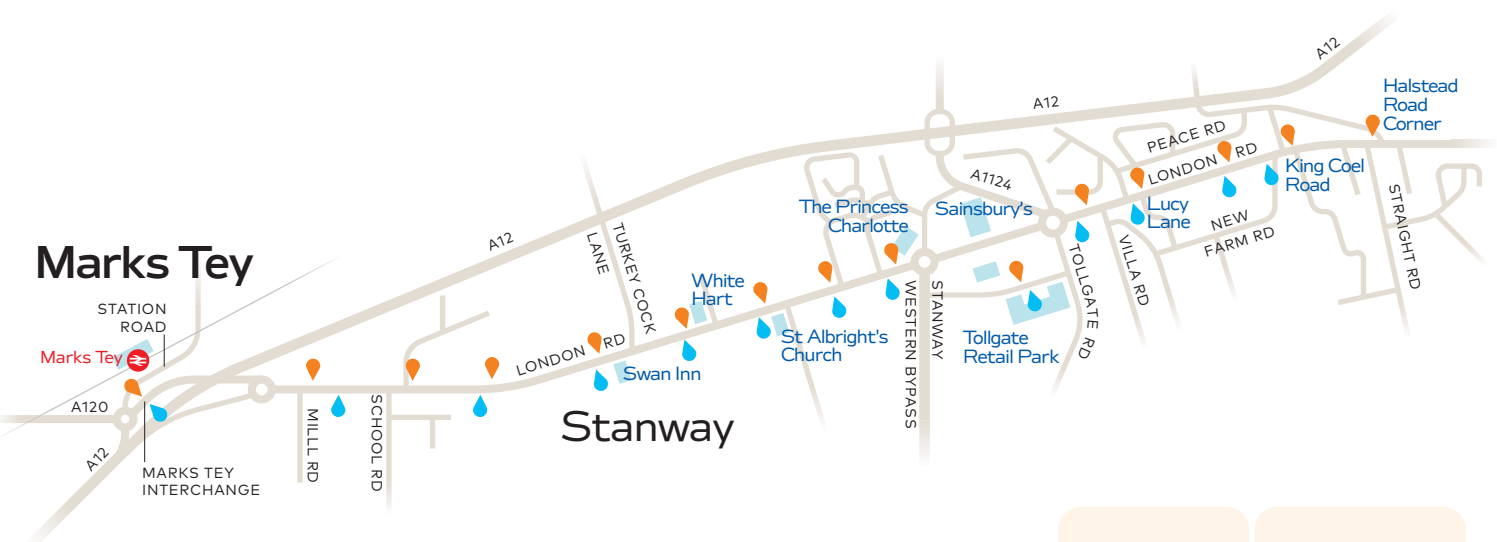 Marks Tey
STATION
ROAD
Marks Tey
A120
A12
MARKS TEY
INTERCHANGE
MILLL RD
SCHOOL RD
A12
LONDON RD
TURKEY COCK
LANE
Swan Inn
Stanway
White
Hart
St Albright's
Church
The Princess
Charlotte
Sainsbury's
STANWAY
WESTERN BYPASS
Tollgate
Retail Park
A1124
A12
TOLLGATE RD
VILLA RD
Lucy
Lane
PEACE RD
LONDON RD
NEW
FARM RD
King Coel
Road
A12
Halstead
Road
Corner
STRAIGHT RD